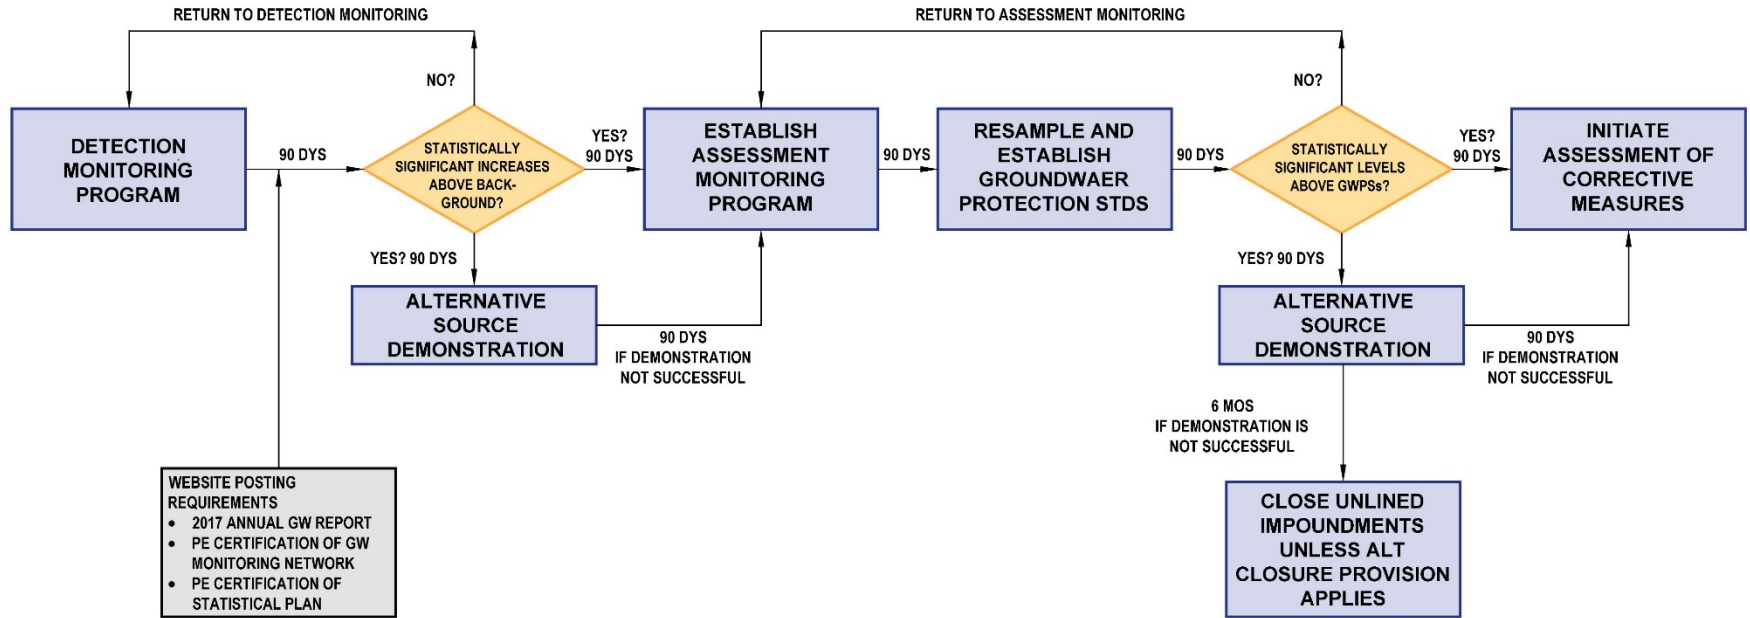 RETURN TO DETECTION MONITORING
RETURN TO ASSESSMENT MONITORING
NO?
NO?
DETECTION
MONITORING
PROGRAM
90 DYS
STATISTICALLY
SIGNIFICANT INCREASES
ABOVE BACK-
GROUND?
YES?
90 DYS
ESTABLISH
ASSESSMENT
MONITORING
PROGRAM
90 DYS
RESAMPLE AND
ESTABLISH
GROUNDWAER
PROTECTION STDS
90 DYS
STATISTICALLY
SIGNIFICANT LEVELS
ABOVE GWPSs?
YES?
90 DYS
INITIATE
ASSESSMENT OF
CORRECTIVE
MEASURES
YES? 90 DYS
YES? 90 DYS
ALTERNATIVE
SOURCE
DEMONSTRATION
90 DYS
IF DEMONSTRATION
NOT SUCCESSFUL
ALTERNATIVE
SOURCE
DEMONSTRATION
90 DYS
IF DEMONSTRATION
NOT SUCCESSFUL
6 MOS
IF DEMONSTRATION IS
NOT SUCCESSFUL
WEBSITE POSTING
REQUIREMENTS
• 2017 ANNUAL GW REPORT
• PE CERTIFICATION OF GW
MONITORING NETWORK
• PE CERTIFICATION OF
STATISTICAL PLAN
CLOSE UNLINED
IMPOUNDMENTS
UNLESS ALT
CLOSURE PROVISION
APPLIES